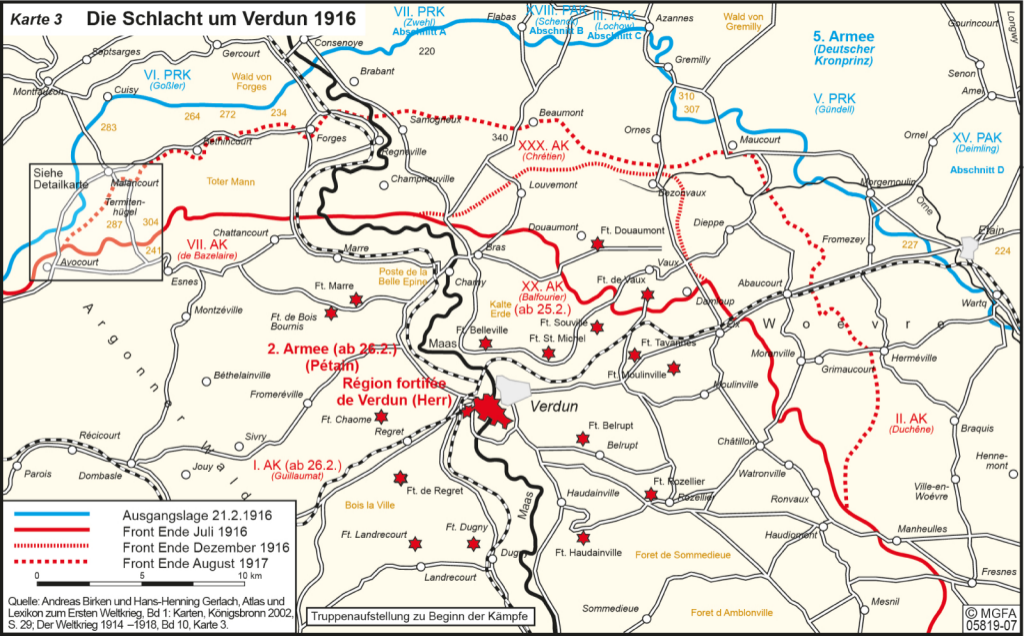 Karte 3
Die Schlacht um Verdun 1916
VII. PRK
(Zwehl)
Abschnitt A
220
Flabas
XVIII. PAK
(Schenck)
Abschnitt B
III. PAK
(Lochow)
Abschnitt C
Azannes
Wald von
Gremilly
Gourincourt
Longwy
5. Armee
(Deutscher
Kronprinz)
Septsarges
Gercourt
Consenvoye
Montfaucon
Cuisy
VI. PRK
(Goßler)
Wald von
Forges
Brabant
Gremilly
Senon
Amel
V. PRK
(Gündell)
283
264
272
234
310
307
Beaumont
Samogneux
340
Ornes
Maucourt
Ornel
XV. PAK
(Deimling)
Abschnitt D
Béthincourt
Forges
Regnéville
XXX. AK
(Chrétien)
Siehe
Detailkarte
Malancourt
Termiten-
hügel
287
304
241
Toter Mann
Champneuville
Louvemont
Bezonvaux
Morgemoulin
Orne
Avocourt
VII. AK
(de Bazelaire)
Chattancourt
Marre
Bras
Douaumont
Ft. Douaumont
Dieppe
Fromezey
227
Etain
224
Esnes
Poste de la
Belle Epine
Charny
XX. AK
(Balfourier)
(ab 25.2.)
Kalte
Erde
Ft. de Vaux
Vaux
Damloup
Abaucourt
Wartq
Ft. Marre
Ft. de Bois
Bournis
Montzéville
Ft. Belleville
Ft. Souville
Ft. St. Michel
Ft. Tavannes
Eix
Woëvre
Argonner Wald
2. Armee (ab 26.2.)
(Pétain)
Maas
Ft. Moulinville
Moulinville
Moranville
Grimaucourt
Herméville
Béthelainville
Fromeréville
Région fortifée
de Verdun (Herr)
Verdun
Ft. Chaome
Regret
Ft. Belrupt
Belrupt
Châtillon
II. AK
(Duchêne)
Braquis
Récicourt
Parois
Dombasle
Sivry
Jouy
I. AK (ab 26.2.)
(Guillaumat)
Ft. de Regret
Bois la Ville
Maas
Haudainville
Ft. Rozellier
Rozellier
Watronville
Ronvaux
Ville-en-
Woëvre
Henne-
mont
Ft. Landrecourt
Ft. Dugny
Dugny
Landrecourt
Ft. Haudainville
Foret de Sommedieue
Haudiomont
Manheulles
Fresnes
Sommedieue
Foret d Amblonville
Mesnil
Ausgangslage 21.2.1916
Front Ende Juli 1916
Front Ende Dezember 1916
Front Ende August 1917
0 5 10 km
Quelle: Andreas Birken und Hans-Henning Gerlach, Atlas und
Lexikon zum Ersten Weltkrieg, Bd 1: Karten, Königsbronn 2002,
S. 29; Der Weltkrieg 1914 –1918, Bd 10, Karte 3.
Truppenaufstellung zu Beginn der Kämpfe
© MGFA
05819-07